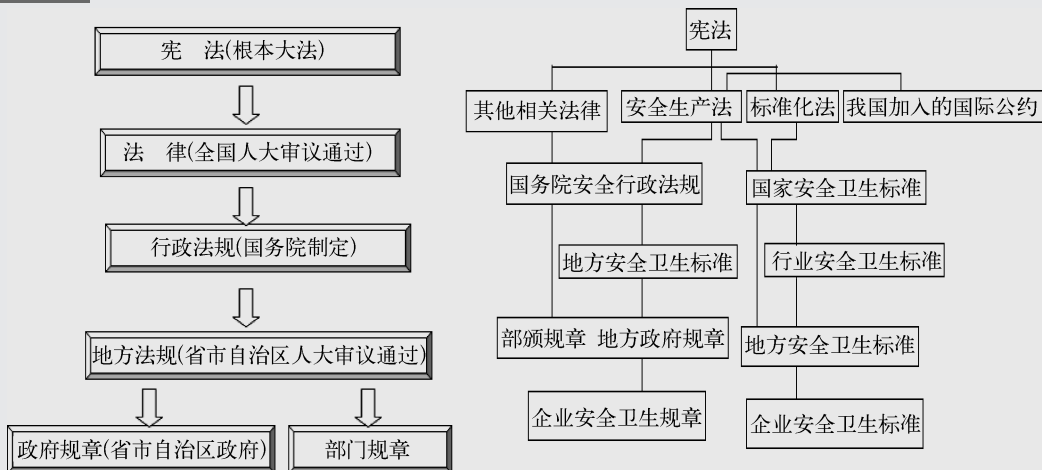 宪　法(根本大法)
法　律(全国人大审议通过)
行政法规(国务院制定)
地方法规(省市自治区人大审议通过)
政府规章(省市自治区政府)
部门规章
宪法
其他相关法律
安全生产法
标准化法
我国加入的国际公约
国务院安全行政法规
国家安全卫生标准
地方安全卫生标准
行业安全卫生标准
部颁规章 地方政府规章
地方安全卫生标准
企业安全卫生规章
企业安全卫生标准